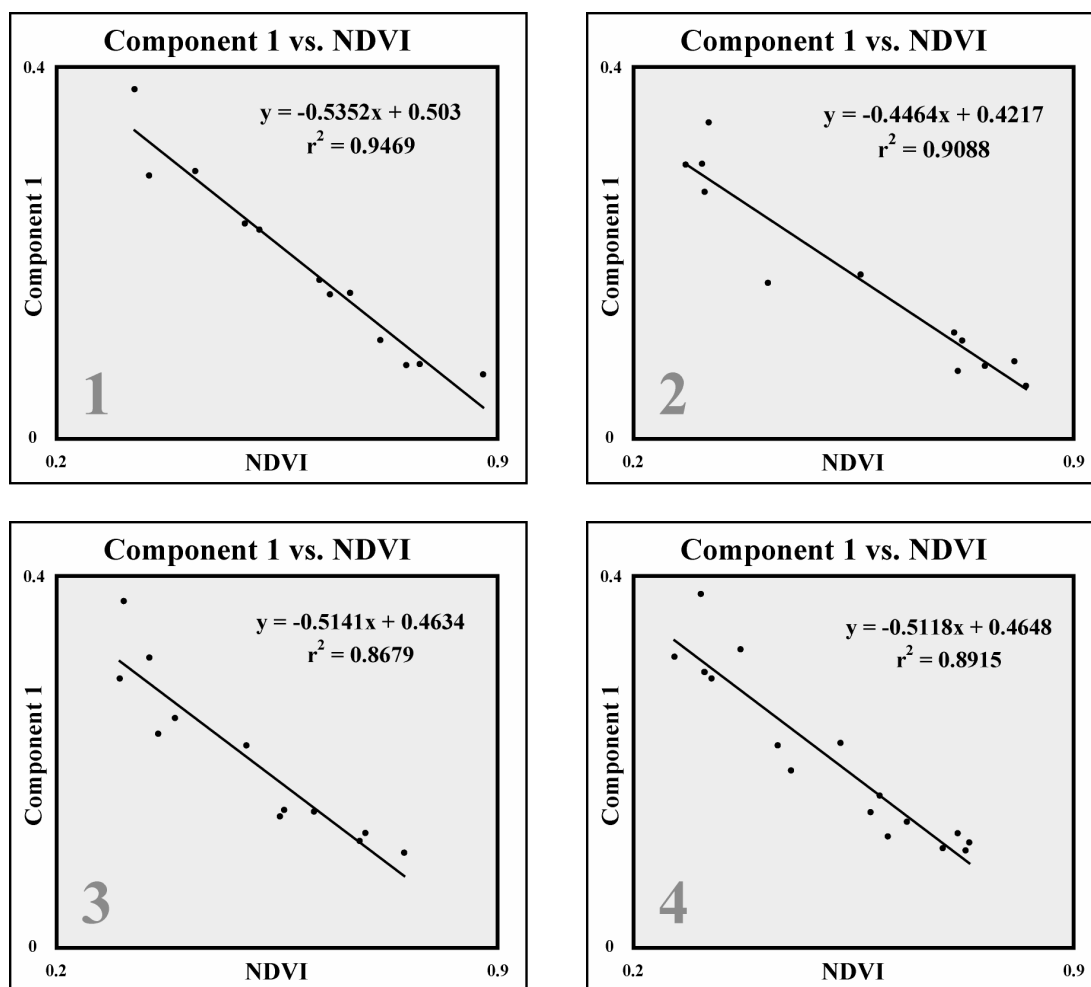 Component 1 vs. NDVI
0.4
y = -0.5352x + 0.503
r² = 0.9469
Component 1
1
0
0.2
NDVI
0.9
Component 1 vs. NDVI
0.4
y = -0.4464x + 0.4217
r² = 0.9088
Component 1
2
0
0.2
NDVI
0.9
Component 1 vs. NDVI
0.4
y = -0.5141x + 0.4634
r² = 0.8679
Component 1
3
0
0.2
NDVI
0.9
Component 1 vs. NDVI
0.4
y = -0.5118x + 0.4648
r² = 0.8915
Component 1
4
0
0.2
NDVI
0.9